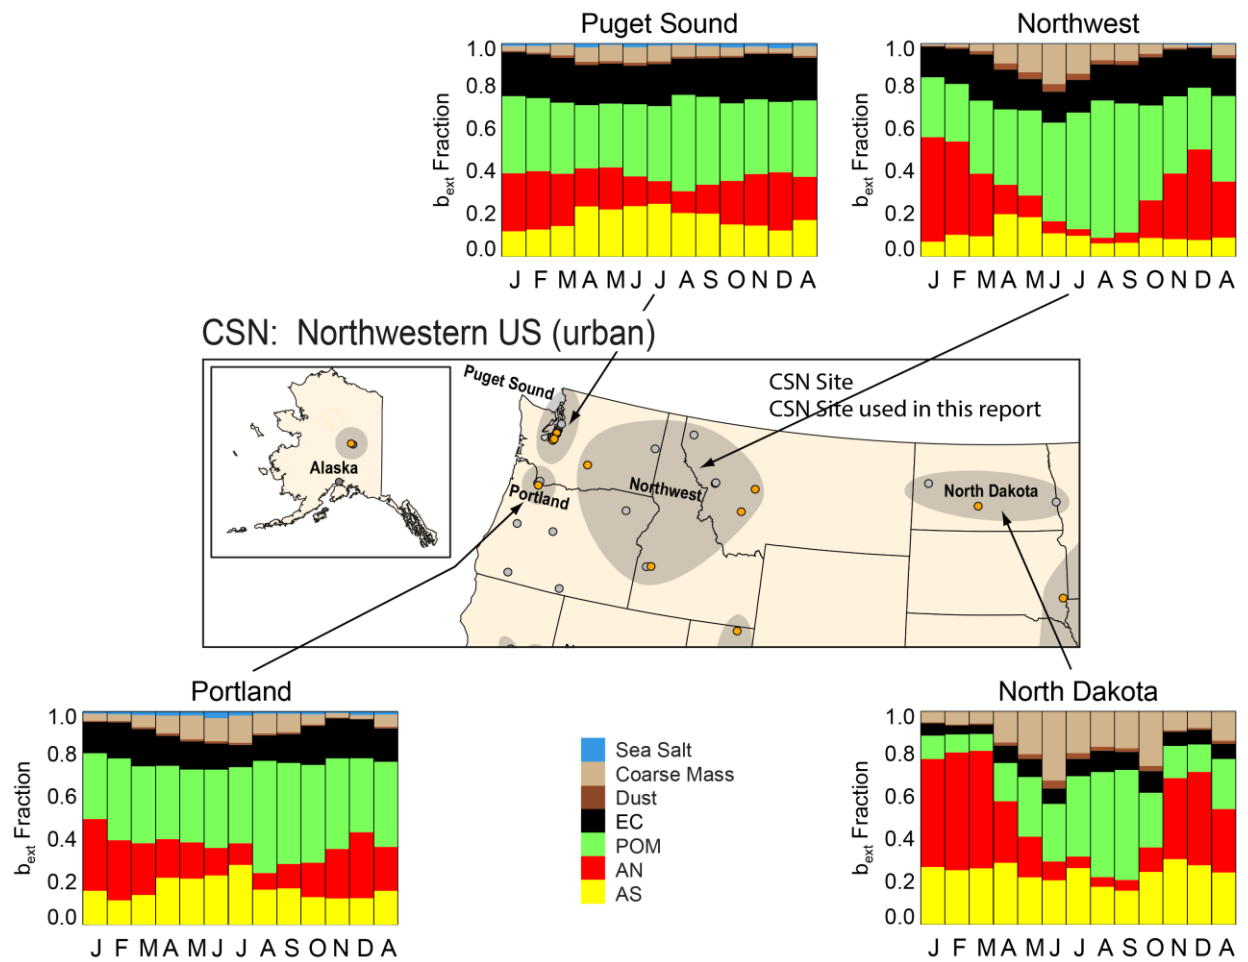 Puget Sound
Northwest
1.0
0.8
0.6
0.4
0.2
0.0
bext Fraction
J F M A M J J A S O N D A
1.0
0.8
0.6
0.4
0.2
0.0
bext Fraction
J F M A M J J A S O N D A
CSN: Northwestern US (urban)
Puget Sound
CSN Site
CSN Site used in this report
Alaska
Portland
Northwest
North Dakota
Portland
North Dakota
1.0
0.8
0.6
0.4
0.2
0.0
bext Fraction
J F M A M J J A S O N D A
Sea Salt
Coarse Mass
Dust
EC
POM
AN
AS
1.0
0.8
0.6
0.4
0.2
0.0
bext Fraction
J F M A M J J A S O N D A